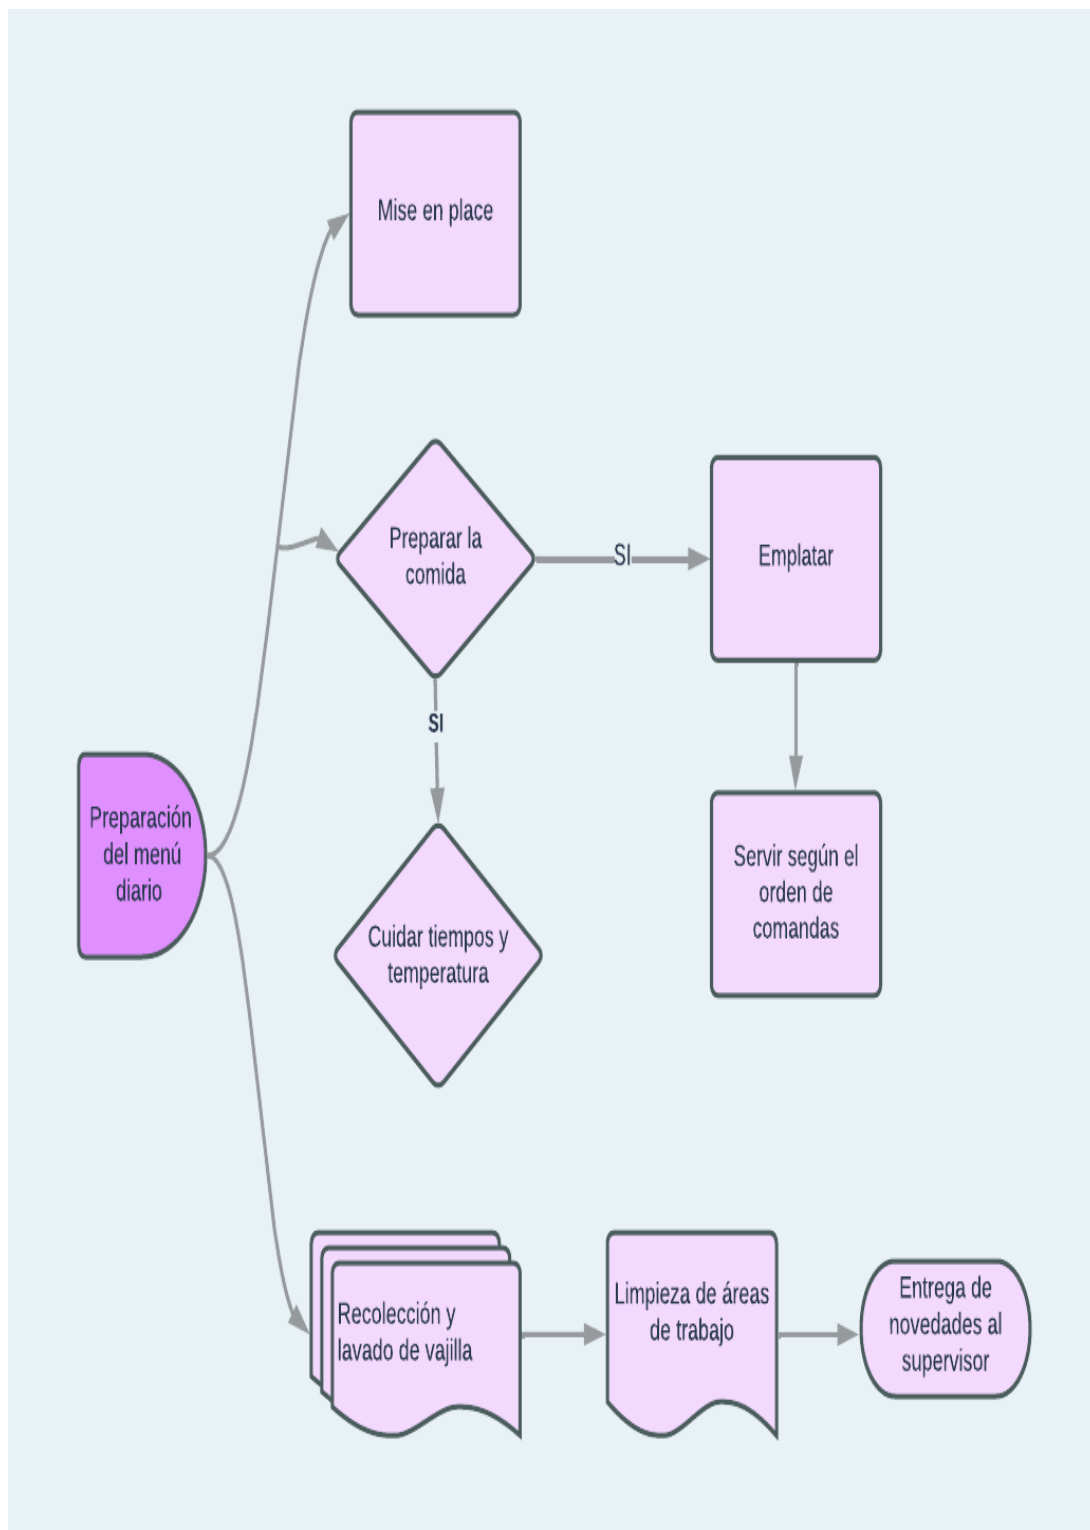 Mise en place
Preparar la
comida
SI
Emplatar
SI
Preparación
del menú
diario
Cuidar tiempos y
temperatura
Servir según el
orden de
comandas
Recolección y
lavado de vajilla
Limpieza de áreas
de trabajo
Entrega de
novedades al
supervisor